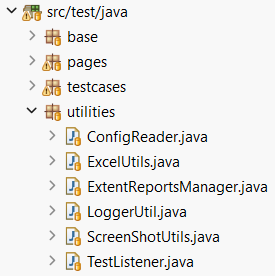 src/test/java
base
pages
testcases
utilities
ConfigReader.java
ExcelUtils.java
ExtentReportsManager.java
LoggerUtil.java
ScreenShotUtils.java
TestListener.java